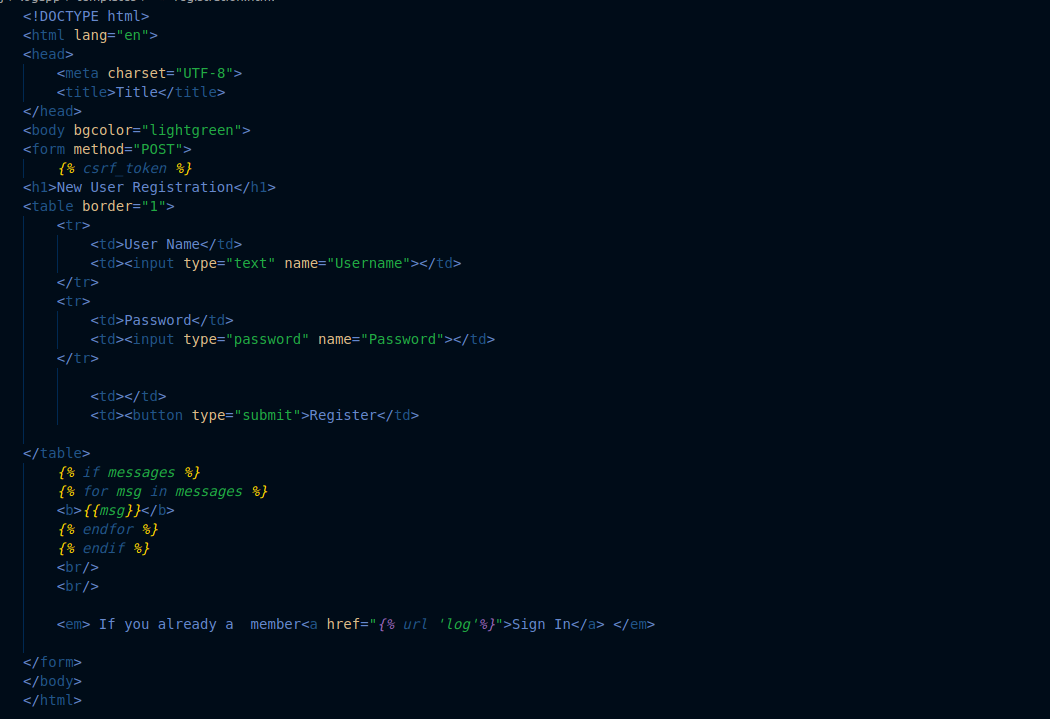 <!DOCTYPE html>
<html lang="en">
<head>
    <meta charset="UTF-8">
    <title>Title</title>
</head>
<body bgcolor="lightgreen">
<form method="POST">
    {% csrf_token %}
<h1>New User Registration</h1>
<table border="1">
    <tr>
        <td>User Name</td>
        <td><input type="text" name="Username"></td>
    </tr>
    <tr>
        <td>Password</td>
        <td><input type="password" name="Password"></td>
    </tr>
        <td></td>
        <td><button type="submit">Register</td>
</table>
    {% if messages %}
    {% for msg in messages %}
    <b>{{msg}}</b>
    {% endfor %}
    {% endif %}
    <br/>
    <br/>
    <em> If you already a  member<a href="{% url 'log'%}">Sign In</a> </em>
</form>
</body>
</html>